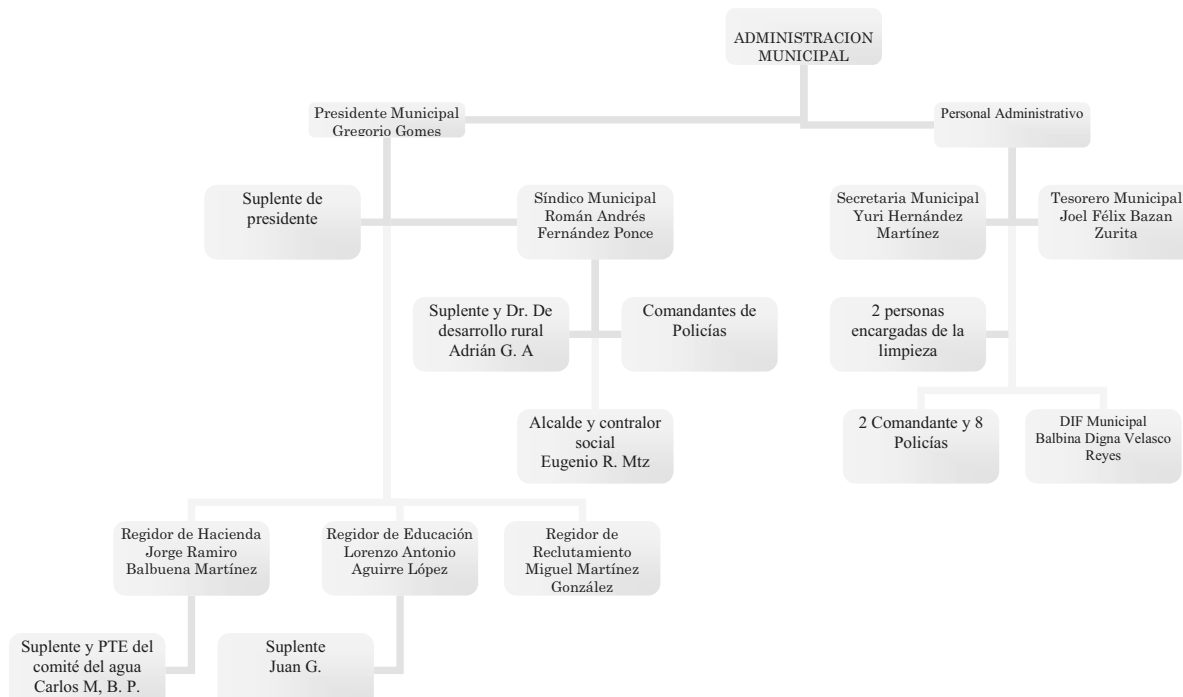 ADMINISTRACION
MUNICIPAL
Presidente Municipal
Gregorio Gomes
Personal Administrativo
Suplente de
presidente
Síndico Municipal
Román Andrés
Fernández Ponce
Secretaria Municipal
Yuri Hernández
Martínez
Tesorero Municipal
Joel Félix Bazan
Zurita
Suplente y Dr. De
desarrollo rural
Adrián G. A
Comandantes de
Policías
2 personas
encargadas de la
limpieza
Alcalde y contralor
social
Eugenio R. Mtz
2 Comandante y 8
Policías
DIF Municipal
Balbina Digna Velasco
Reyes
Regidor de Hacienda
Jorge Ramiro
Balbuena Martínez
Regidor de Educación
Lorenzo Antonio
Aguirre López
Regidor de
Reclutamiento
Miguel Martínez
González
Suplente y PTE del
comité del agua
Carlos M, B. P.
Suplente
Juan G.